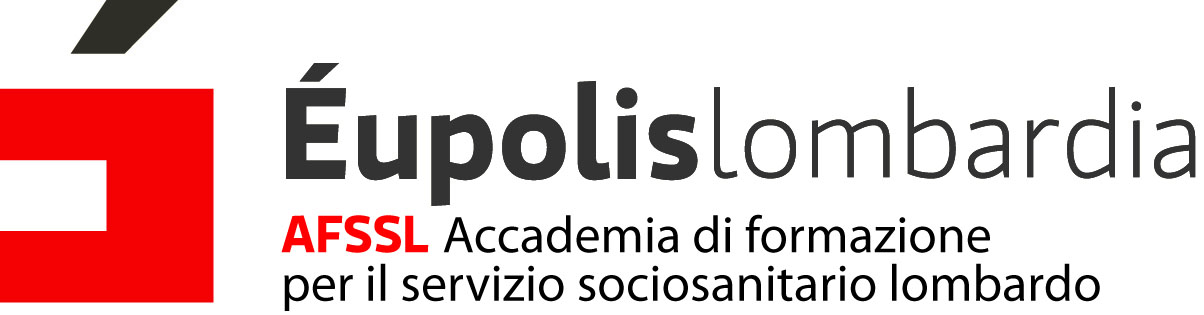 Éupolislombardia
AFSSL Accademia di formazione
per il servizio sociosanitario lombardo